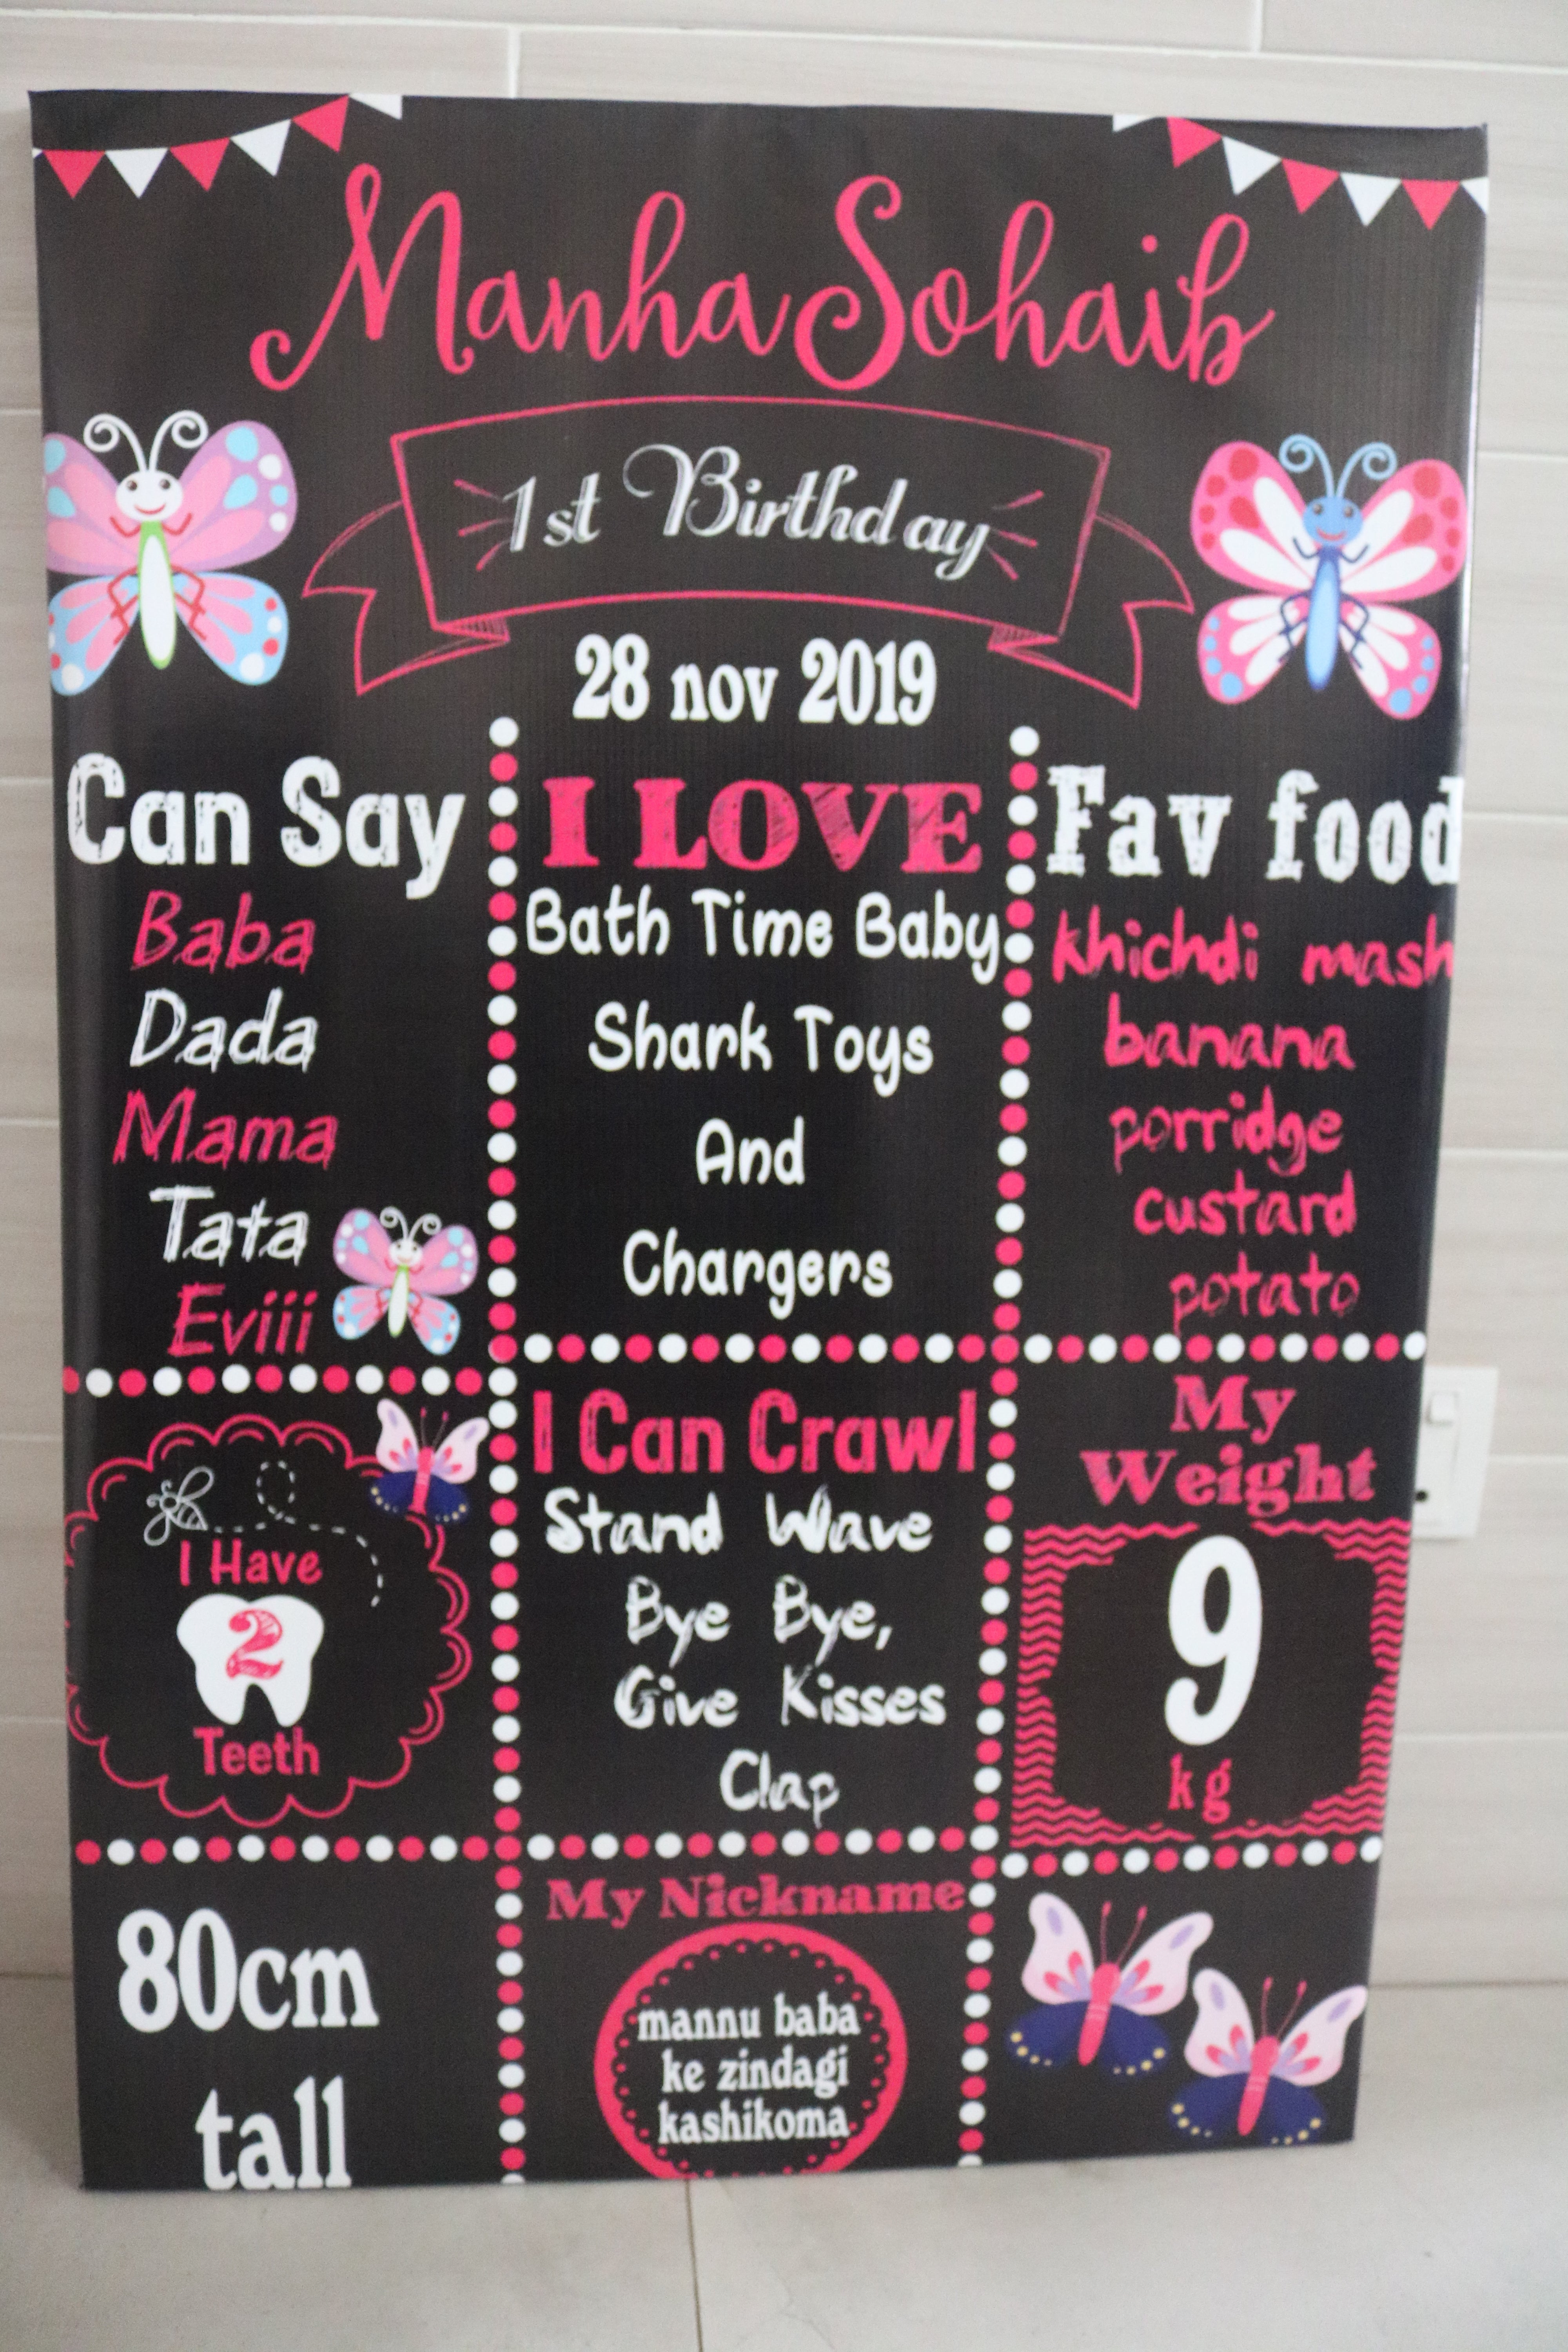 Manha Sohaib
1st Birthday
28 nov 2019
Can Say
Baba
Dada
Mama
Tata
Eviii
I LOVE
Bath Time Baby
Shark Toys
And
Chargers
Fav food
khichdi mash
banana
porridge
custard
potato
I Have
2
Teeth
I Can Crawl
Stand Wave
Bye Bye,
Give Kisses
Clap
My
Weight
9
kg
80cm
tall
My Nickname
mannu baba
ke zindagi
kashikoma